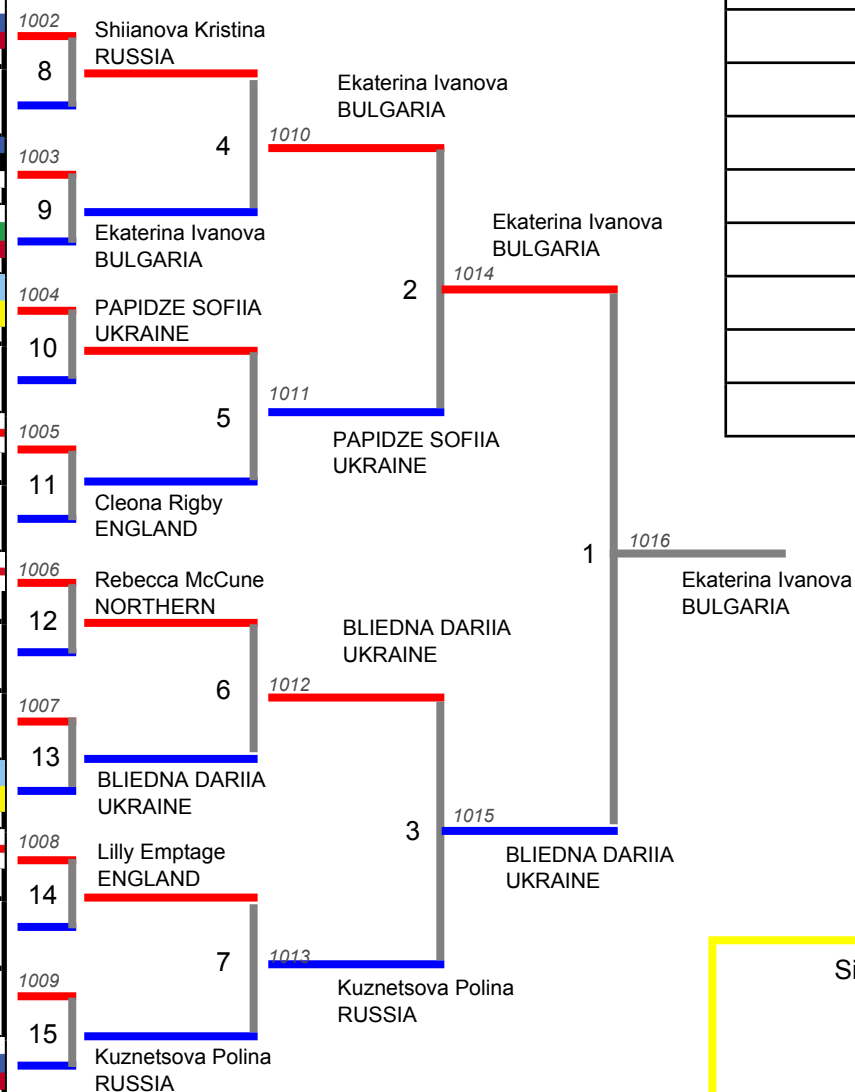 1002
Shiianova Kristina
RUSSIA
8
4
1003
9
Ekaterina Ivanova
BULGARIA
Ekaterina Ivanova
BULGARIA
1010
2
1004
PAPIDZE SOFIIA
UKRAINE
10
5
1005
11
Cleona Rigby
ENGLAND
1011
PAPIDZE SOFIIA
UKRAINE
Ekaterina Ivanova
BULGARIA
1014
1
1016
Ekaterina Ivanova
BULGARIA
1006
Rebecca McCune
NORTHERN
12
6
1007
13
BLIEDNA DARIIA
UKRAINE
BLIEDNA DARIIA
UKRAINE
1012
3
1015
BLIEDNA DARIIA
UKRAINE
1008
Lilly Emptage
ENGLAND
14
7
1009
15
Kuznetsova Polina
RUSSIA
1013
Kuznetsova Polina
RUSSIA